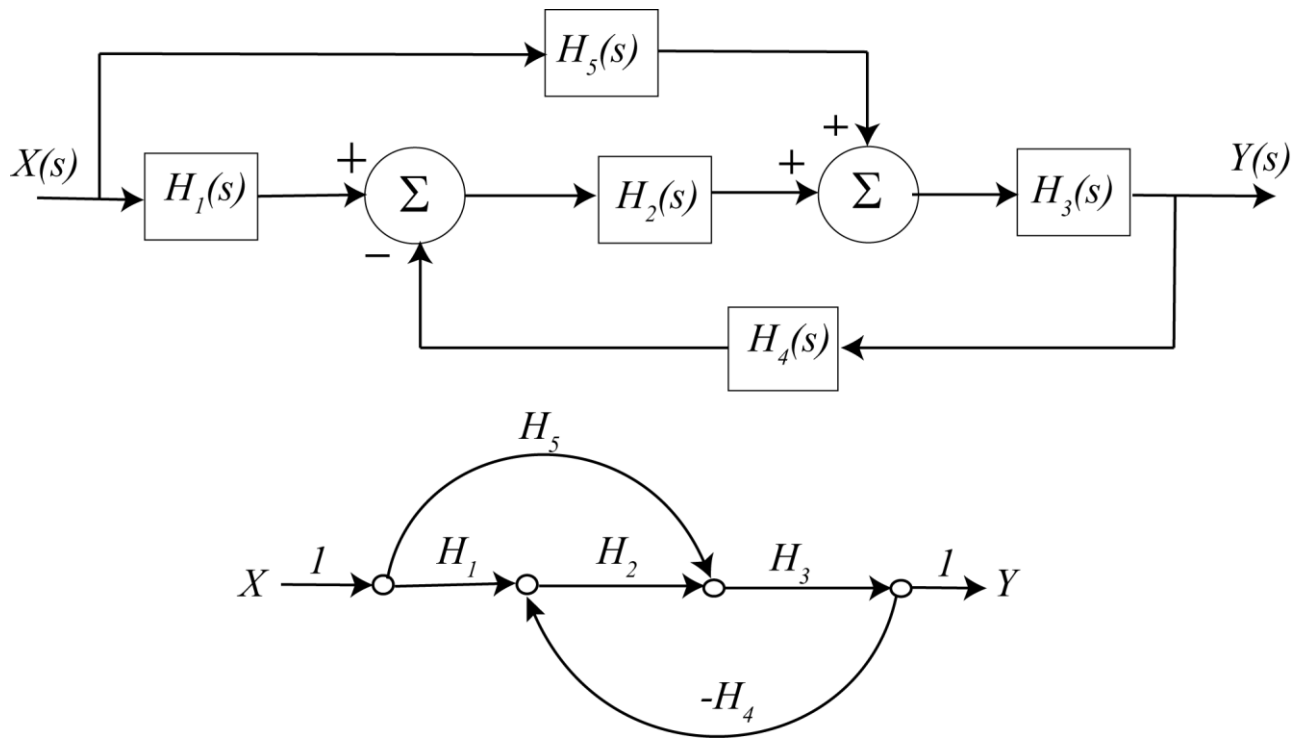 H₅(s)
+
X(s) H₁(s) + Σ H₂(s) + Σ H₃(s) Y(s)
−
H₄(s)
H₅
X 1 H₁ H₂ H₃ 1 Y
-H₄